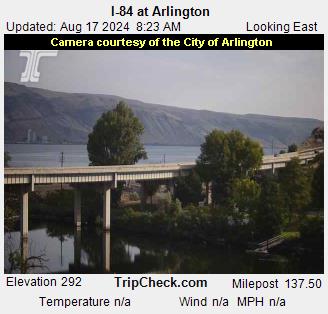 I-84 at Arlington
Updated: Aug 17 2024 8:23 AM Looking East
Camera courtesy of the City of Arlington
Elevation 292 TripCheck.com Milepost 137.50
Temperature n/a Wind n/a MPH n/a